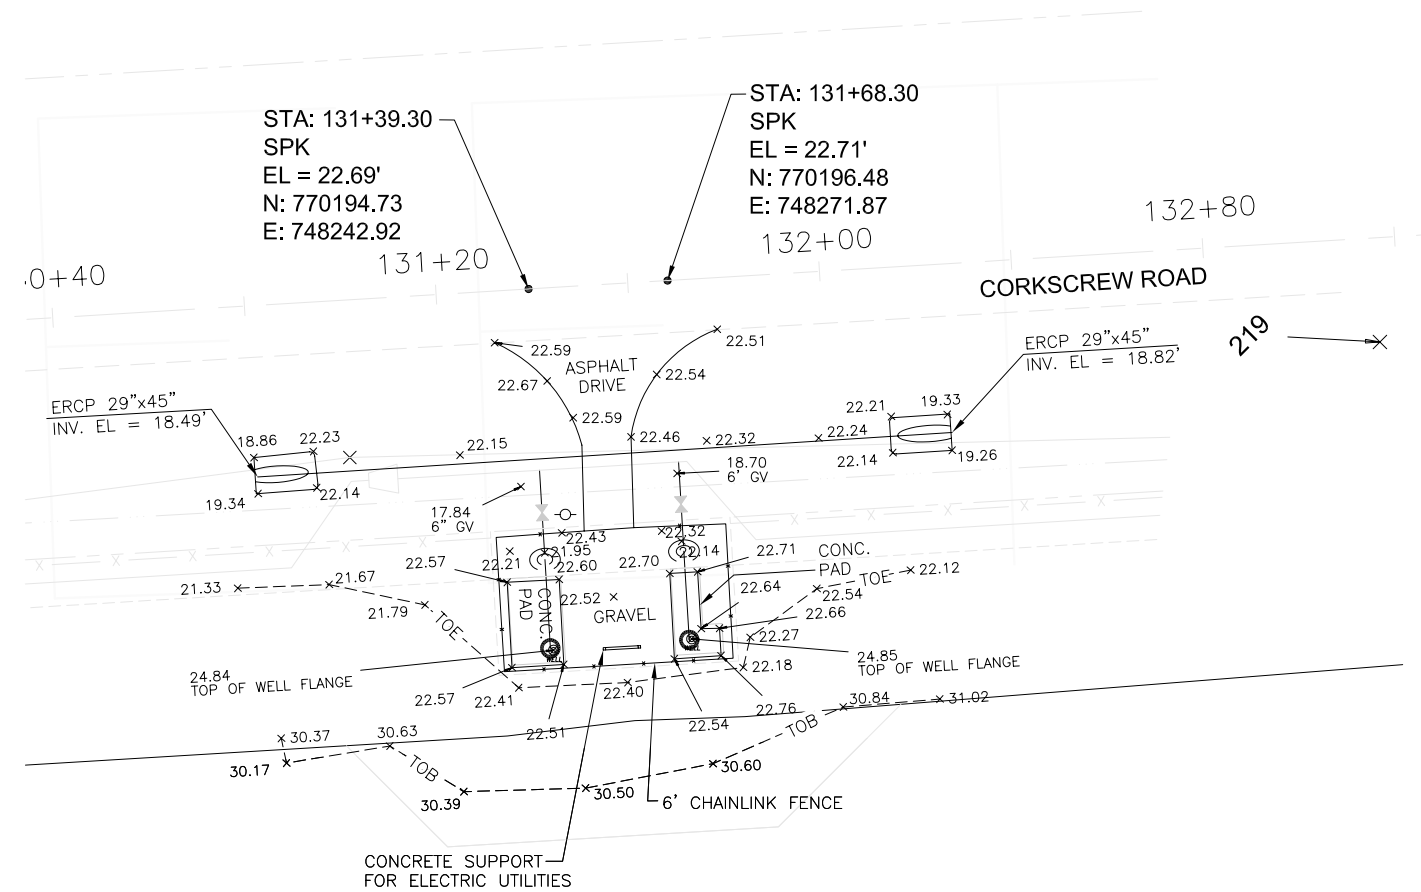 STA: 131+39.30
SPK
EL = 22.69'
N: 770194.73
E: 748242.92
STA: 131+68.30
SPK
EL = 22.71'
N: 770196.48
E: 748271.87
0+40
131+20
132+00
132+80
CORKSCREW ROAD
219
ERCP 29"x45"
INV. EL = 18.82'
ERCP 29"x45"
INV. EL = 18.49'
22.59
ASPHALT
DRIVE
22.51
22.67
22.54
22.59
22.46
22.32
22.24
22.21
19.33
22.14
19.26
18.86
22.23
22.15
19.34
22.14
18.70
6' GV
17.84
6" GV
22.43
22.32
21.95
22.21
22.57
22.60
22.70
22.14
22.71
CONC.
PAD
22.64
22.66
22.52
GRAVEL
CONC.
PAD
21.33
21.67
21.79
TOE
TOE
22.12
22.54
22.27
22.18
24.84
TOP OF WELL FLANGE
24.85
TOP OF WELL FLANGE
WELL
WELL
22.57
22.41
22.51
22.40
22.54
22.76
30.84
31.02
TOB
30.37
30.17
30.63
TOB
30.39
30.50
30.60
6' CHAINLINK FENCE
CONCRETE SUPPORT
FOR ELECTRIC UTILITIES